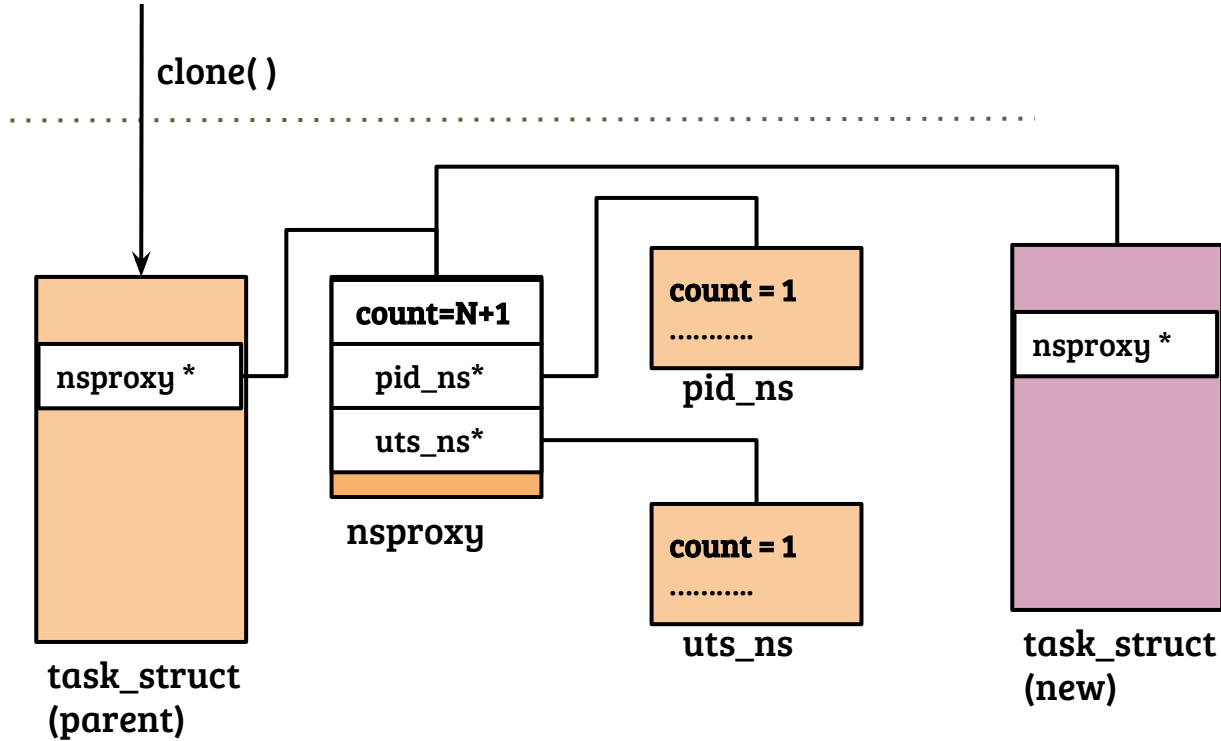 clone( )
nsproxy *
task_struct
(parent)
count=N+1
pid_ns*
uts_ns*
nsproxy
count = 1
...........
pid_ns
count = 1
...........
uts_ns
nsproxy *
task_struct
(new)